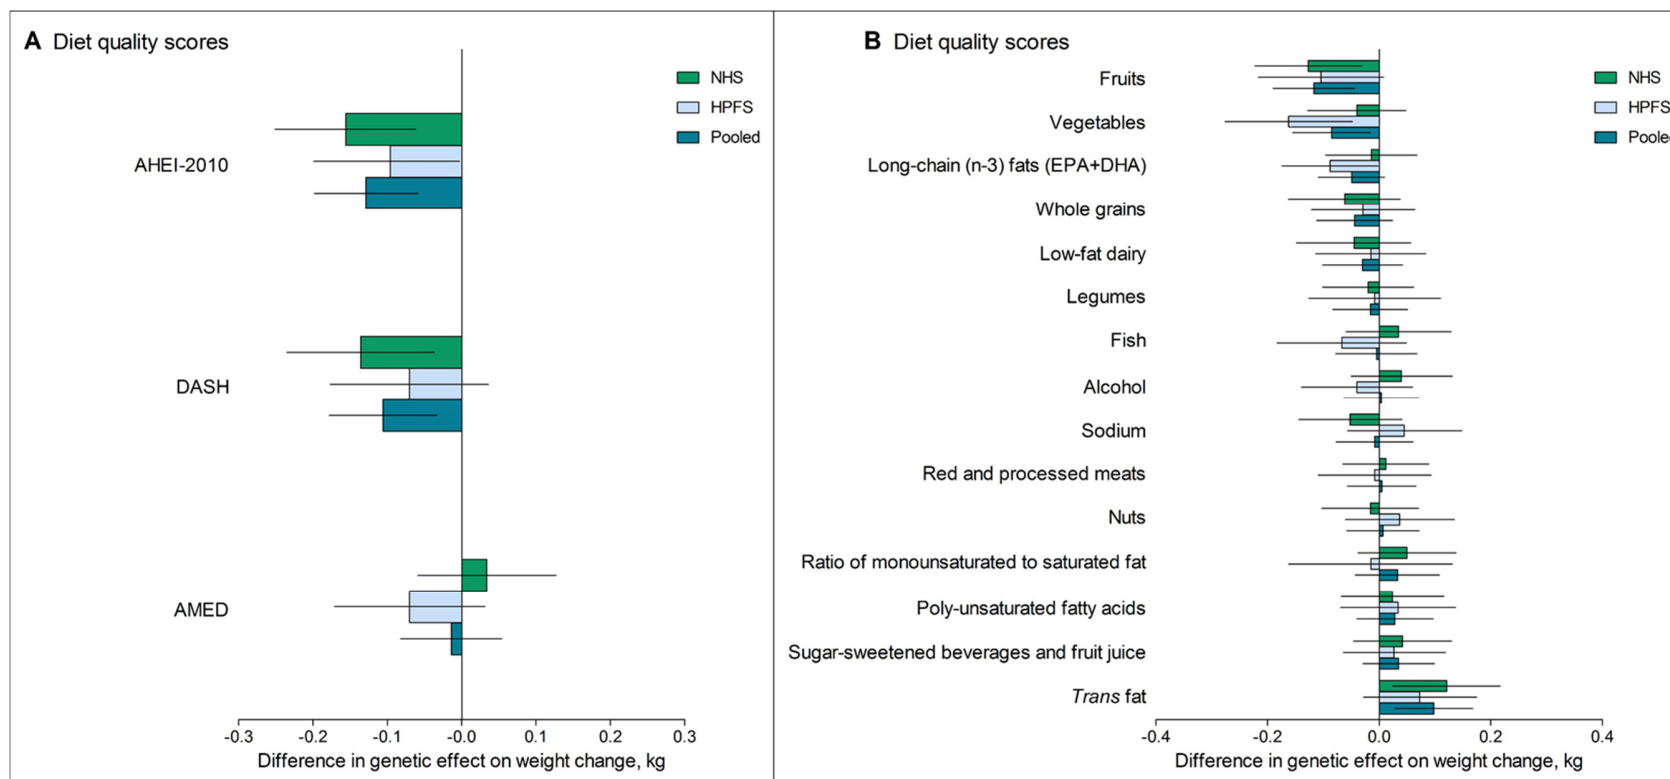 A Diet quality scores
NHS
HPFS
Pooled
AHEI-2010
DASH
AMED
-0.3 -0.2 -0.1 -0.0 0.1 0.2 0.3
Difference in genetic effect on weight change, kg
B Diet quality scores
NHS
HPFS
Pooled
Fruits
Vegetables
Long-chain (n-3) fats (EPA+DHA)
Whole grains
Low-fat dairy
Legumes
Fish
Alcohol
Sodium
Red and processed meats
Nuts
Ratio of monounsaturated to saturated fat
Poly-unsaturated fatty acids
Sugar-sweetened beverages and fruit juice
Trans fat
-0.4 -0.2 0.0 0.2 0.4
Difference in genetic effect on weight change, kg